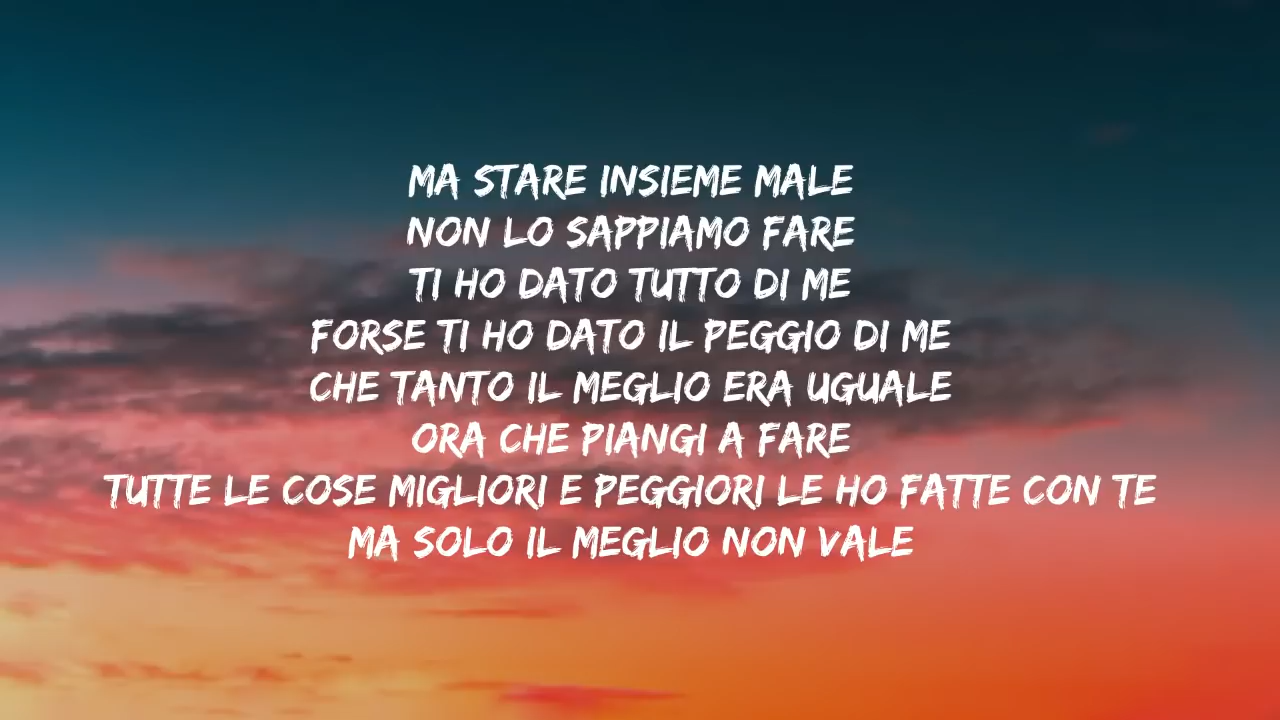 MA STARE INSIEME MALE
NON LO SAPPIAMO FARE
TI HO DATO TUTTO DI ME
FORSE TI HO DATO IL PEGGIO DI ME
CHE TANTO IL MEGLIO ERA UGUALE
ORA CHE PIANGI A FARE
TUTTE LE COSE MIGLIORI E PEGGIORI LE HO FATTE CON TE
MA SOLO IL MEGLIO NON VALE